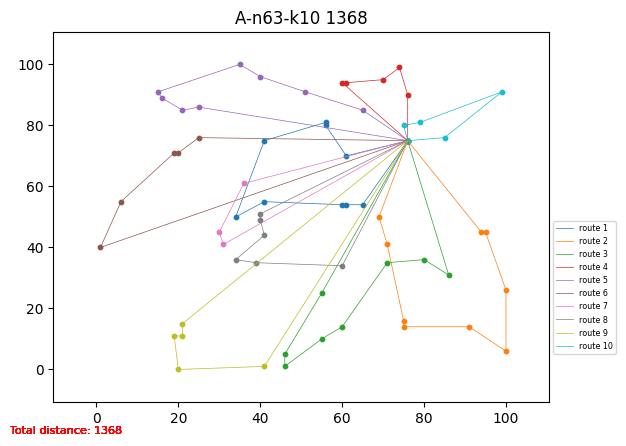 A-n63-k10 1368
100
80
60
40
20
0
0 20 40 60 80 100
route 1
route 2
route 3
route 4
route 5
route 6
route 7
route 8
route 9
route 10
Total distance: 1368